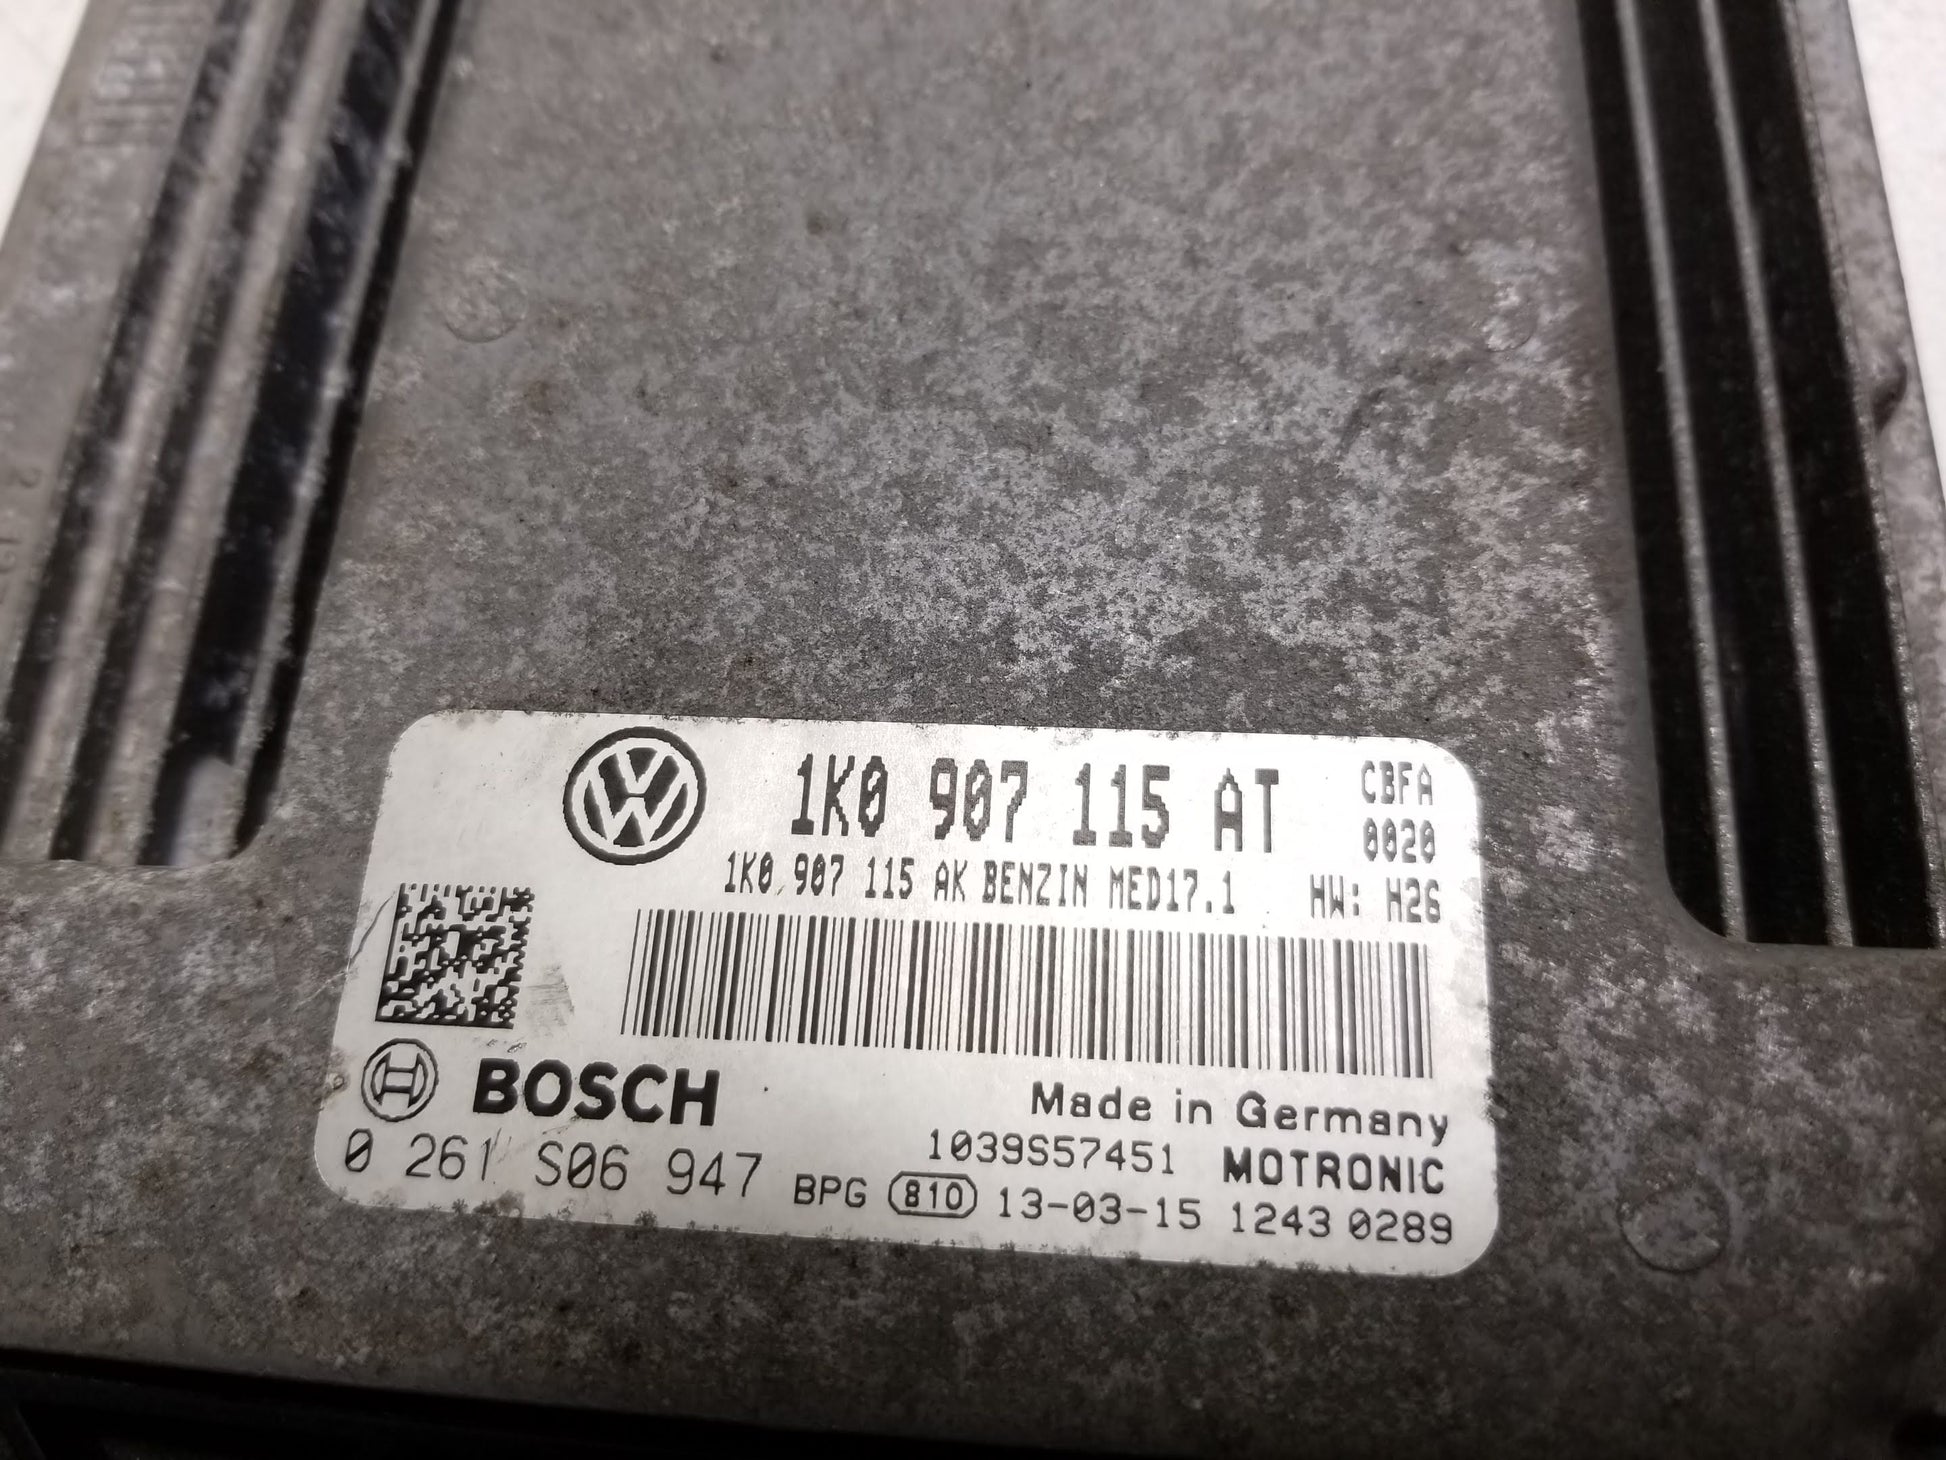 1K0 907 115 AT CBFA
0020
1K0 907 115 AK BENZIN MED17.1 HW: H26
BOSCH
Made in Germany
1039S57451 MOTRONIC
0 261 S06 947 BPG 810 13-03-15 1243 0289